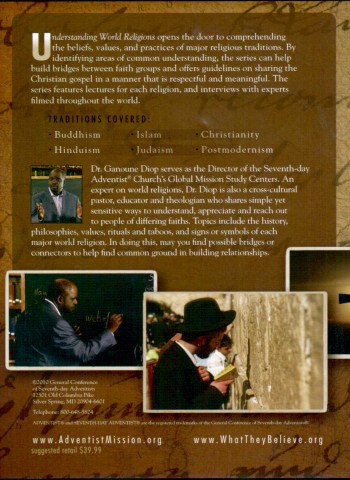 Understanding World Religions opens the door to comprehending
the beliefs, values, and practices of major religious traditions. By
identifying areas of common understanding, the series can help
build bridges between faith groups and offers guidelines on sharing the
Christian gospel in a manner that is respectful and meaningful. The
series features lectures for each religion, and interviews with experts
filmed throughout the world.
TRADITIONS COVERED:
• Buddhism • Islam • Christianity
• Hinduism • Judaism • Postmodernism
Dr. Ganoune Diop serves as the Director of the Seventh-day
Adventist® Church's Global Mission Study Centers. An
expert on world religions, Dr. Diop is also a cross-cultural
pastor, educator and theologian who shares simple yet
sensitive ways to understand, appreciate and reach out
to people of differing faiths. Topics include the history,
philosophies, values, rituals and taboos, and signs or symbols of each
major world religion. In doing this, may you find possible bridges or
connectors to help find common ground in building relationships.
©2010 General Conference
of Seventh-day Adventists
12501 Old Columbia Pike
Silver Spring, MD 20904-6601
ADVENTIST® and SEVENTH-DAY ADVENTIST® are the registered trademarks of the General Conference of Seventh-day Adventists®.
www.AdventistMission.org www.WhatTheyBelieve.org
suggested retail $39.99